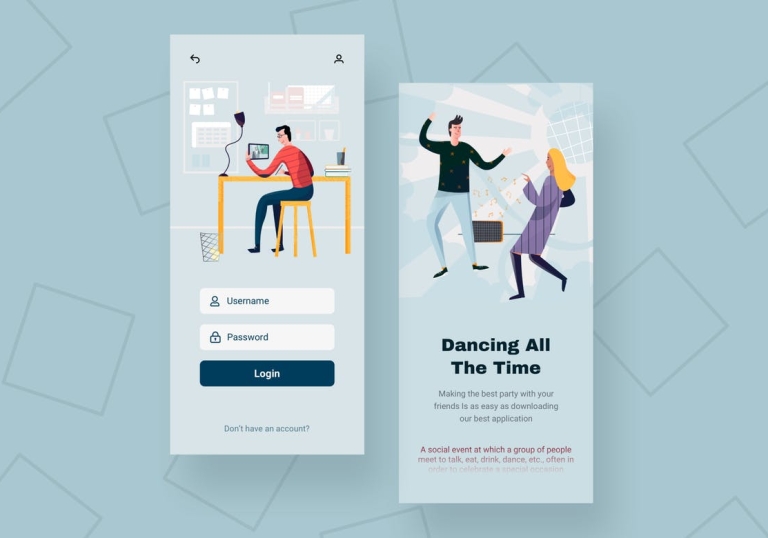 Username
Password
Login
Don't have an account?
Dancing All
The Time
Making the best party with your
friends Is as easy as downloading
our best application
A social event at which a group of people
meet to talk, eat, drink, dance, etc., often in
order to celebrate a special occasion